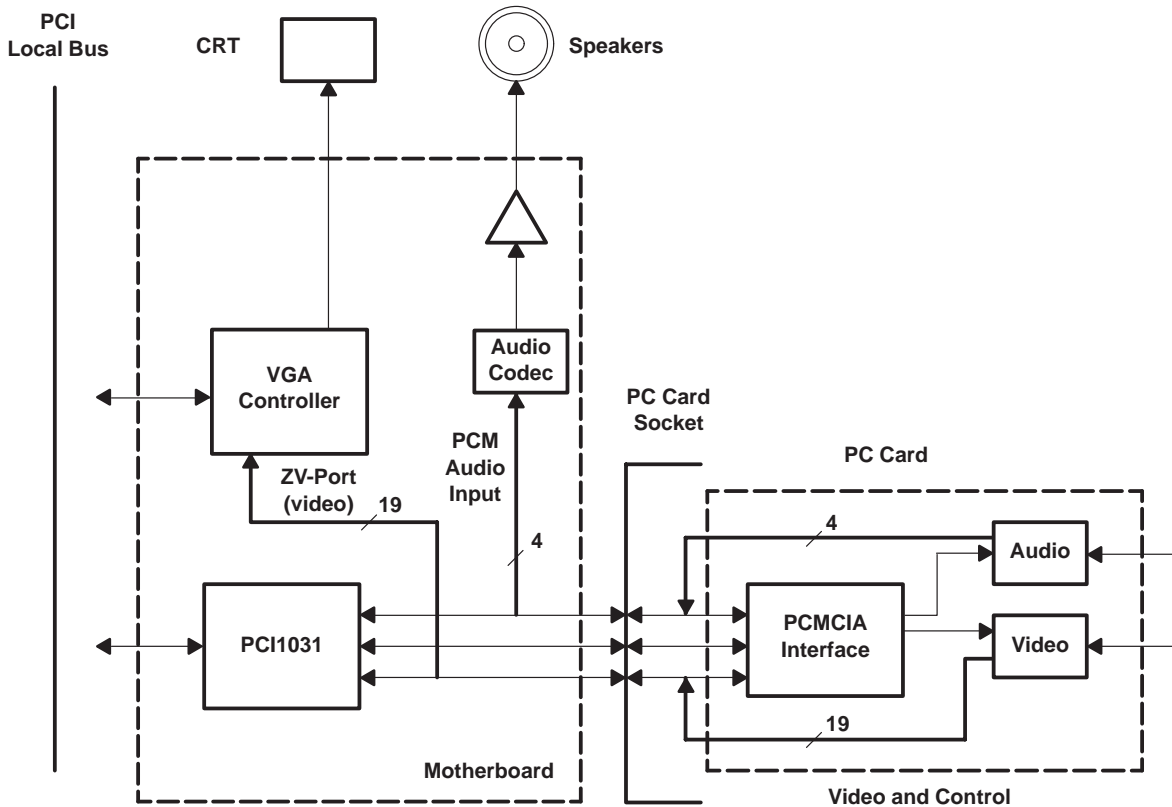 PCI
Local Bus
CRT
Speakers
VGA
Controller
Audio
Codec
PCM
Audio
Input
ZV-Port
(video)
19
4
PCI1031
Motherboard
PC Card
Socket
PC Card
4
Audio
PCMCIA
Interface
Video
19
Video and Control